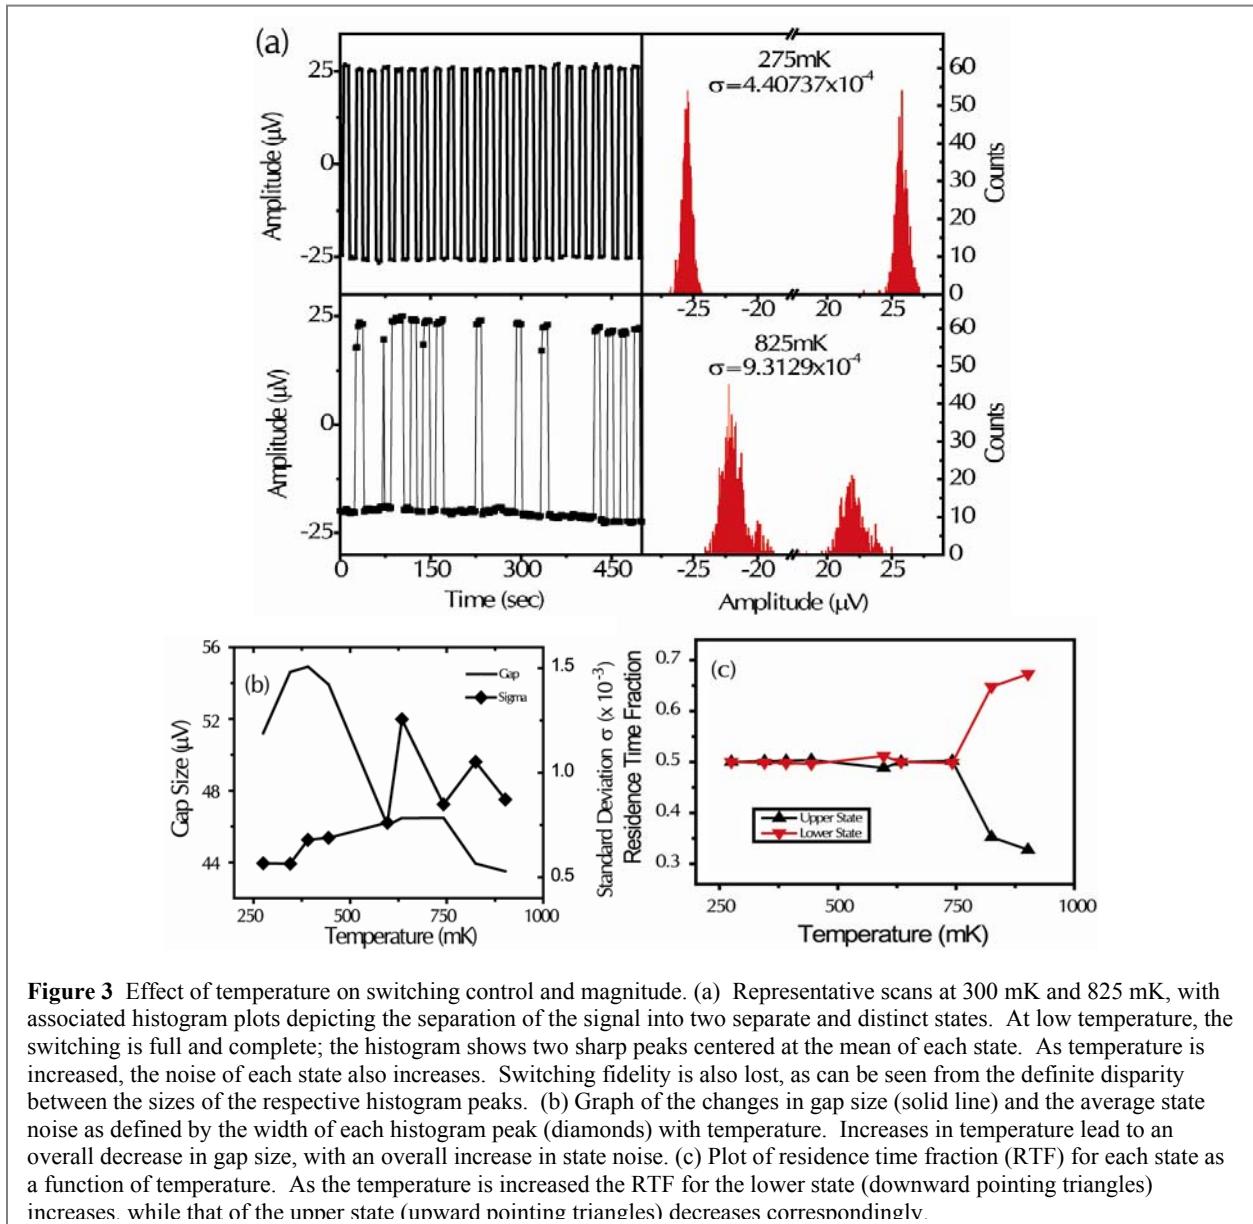 (a)
275mK
σ=4.40737x10⁻⁴
Amplitude (μV)
25
0
-25
Counts
60
50
40
30
20
10
0
-25 -20 20 25
825mK
σ=9.3129x10⁻⁴
Amplitude (μV)
25
0
-25
Counts
60
50
40
30
20
10
0
0 150 300 450
Time (sec)
-25 -20 20 25
Amplitude (μV)
(b)
Gap
Sigma
Gap Size (μV)
56
52
48
44
1.5
1.0
0.5
Standard Deviation σ (x 10⁻³)
250 500 750 1000
Temperature (mK)
(c)
Residence Time Fraction
0.7
0.6
0.5
0.4
0.3
Upper State
Lower State
250 500 750 1000
Temperature (mK)
Figure 3 Effect of temperature on switching control and magnitude. (a) Representative scans at 300 mK and 825 mK, with
associated histogram plots depicting the separation of the signal into two separate and distinct states. At low temperature, the
switching is full and complete; the histogram shows two sharp peaks centered at the mean of each state. As temperature is
increased, the noise of each state also increases. Switching fidelity is also lost, as can be seen from the definite disparity
between the sizes of the respective histogram peaks. (b) Graph of the changes in gap size (solid line) and the average state
noise as defined by the width of each histogram peak (diamonds) with temperature. Increases in temperature lead to an
overall decrease in gap size, with an overall increase in state noise. (c) Plot of residence time fraction (RTF) for each state as
a function of temperature. As the temperature is increased the RTF for the lower state (downward pointing triangles)
increases, while that of the upper state (upward pointing triangles) decreases correspondingly.